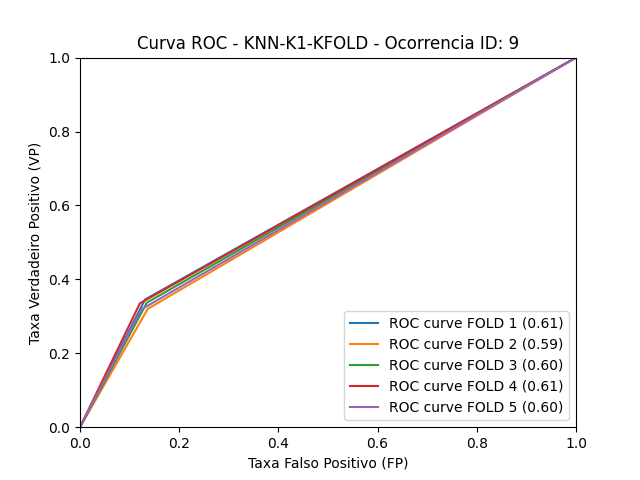 Curva ROC - KNN-K1-KFOLD - Ocorrencia ID: 9
Taxa Verdadeiro Positivo (VP)
1.0
0.8
0.6
0.4
0.2
0.0
ROC curve FOLD 1 (0.61)
ROC curve FOLD 2 (0.59)
ROC curve FOLD 3 (0.60)
ROC curve FOLD 4 (0.61)
ROC curve FOLD 5 (0.60)
0.0 0.2 0.4 0.6 0.8 1.0
Taxa Falso Positivo (FP)